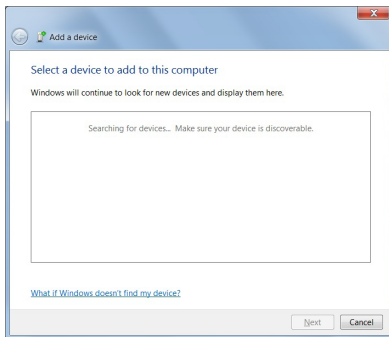 Add a device
Select a device to add to this computer
Windows will continue to look for new devices and display them here.
Searching for devices... Make sure your device is discoverable.
What if Windows doesn't find my device?
Next Cancel